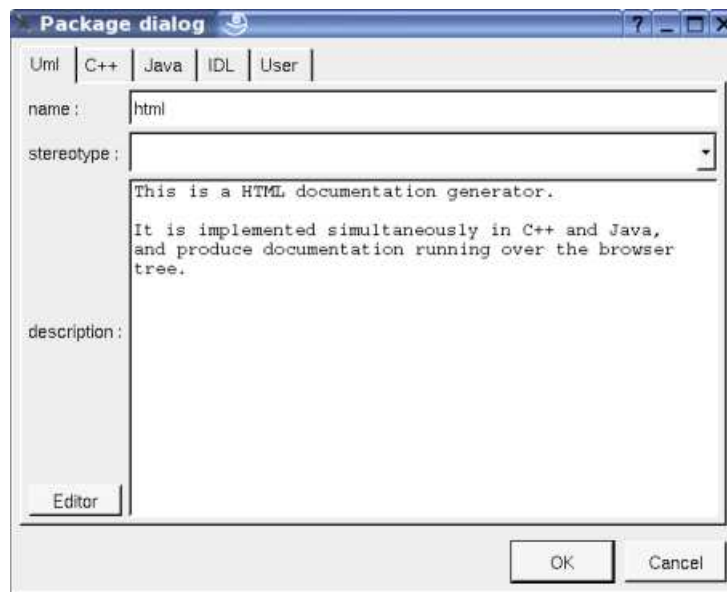 Package dialog
Uml C++ Java IDL User
name : html
stereotype :
This is a HTML documentation generator.
It is implemented simultaneously in C++ and Java,
and produce documentation running over the browser
tree.
description :
Editor
OK Cancel